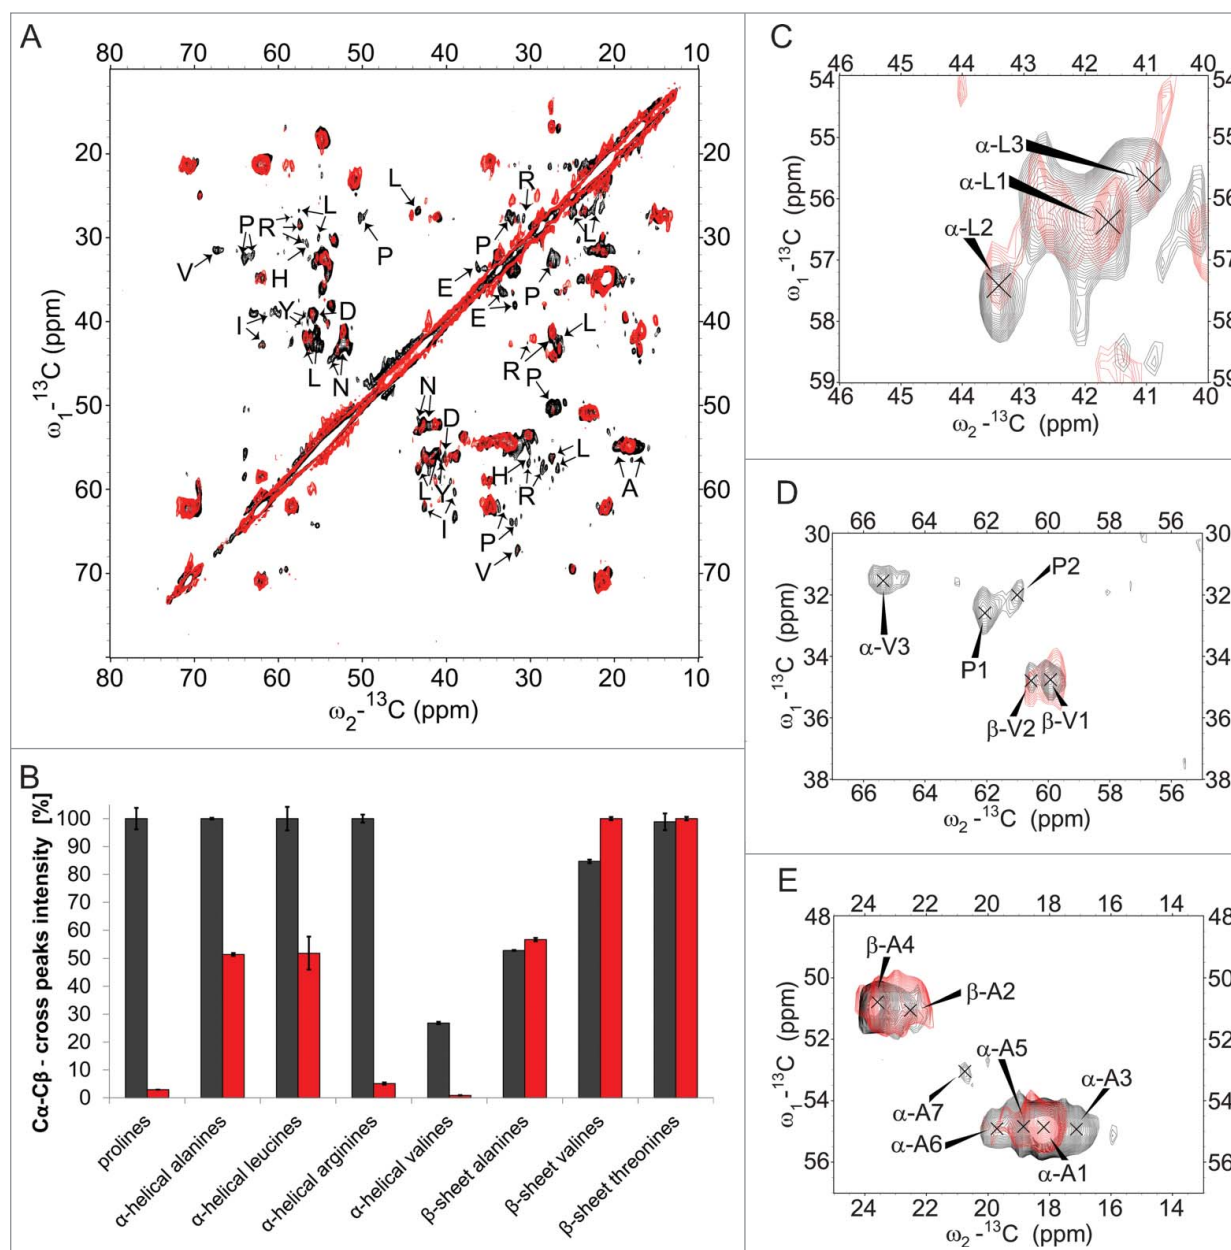 A
80 70 60 50 40 30 20 10
20
30
40
50
60
70
ω1-13C (ppm)
L
R
P
R
L
P
P
L
V
H
E
P
I
Y
D
E
L
R
L
N
P
N
D
L
H
R
A
L
Y
I
P
V
80 70 60 50 40 30 20 10
ω2-13C (ppm)
B
Cα-Cβ - cross peaks intensity [%]
100
90
80
70
60
50
40
30
20
10
0
prolines
α-helical alanines
α-helical leucines
α-helical arginines
α-helical valines
β-sheet alanines
β-sheet valines
β-sheet threonines
C
46 45 44 43 42 41 40
54 54
55
56
57
58
59 59
55
56
57
58
ω1-13C (ppm)
α-L3
α-L1
α-L2
46 45 44 43 42 41 40
ω2-13C (ppm)
D
66 64 62 60 58 56
30 30
32 32
34 34
36 36
38 38
ω1-13C (ppm)
P2
α-V3
P1
β-V2 β-V1
66 64 62 60 58 56
ω2-13C (ppm)
E
24 22 20 18 16 14
48 48
50 50
52 52
54 54
56 56
ω1-13C (ppm)
β-A4
β-A2
α-A5
α-A3
α-A7
α-A6
α-A1
24 22 20 18 16 14
ω2-13C (ppm)